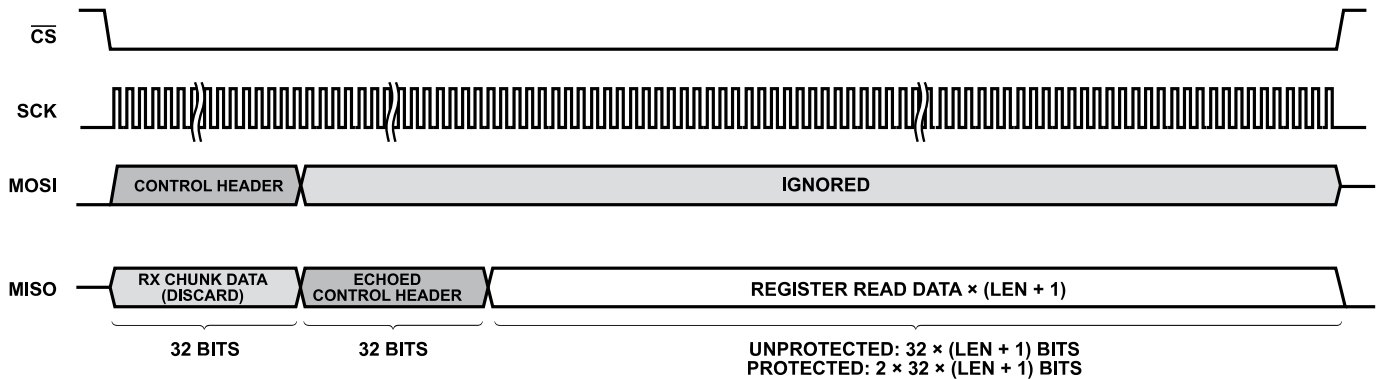 CS
SCK
MOSI
CONTROL HEADER
IGNORED
MISO
RX CHUNK DATA
(DISCARD)
ECHOED
CONTROL HEADER
REGISTER READ DATA × (LEN + 1)
32 BITS
32 BITS
UNPROTECTED: 32 × (LEN + 1) BITS
PROTECTED: 2 × 32 × (LEN + 1) BITS